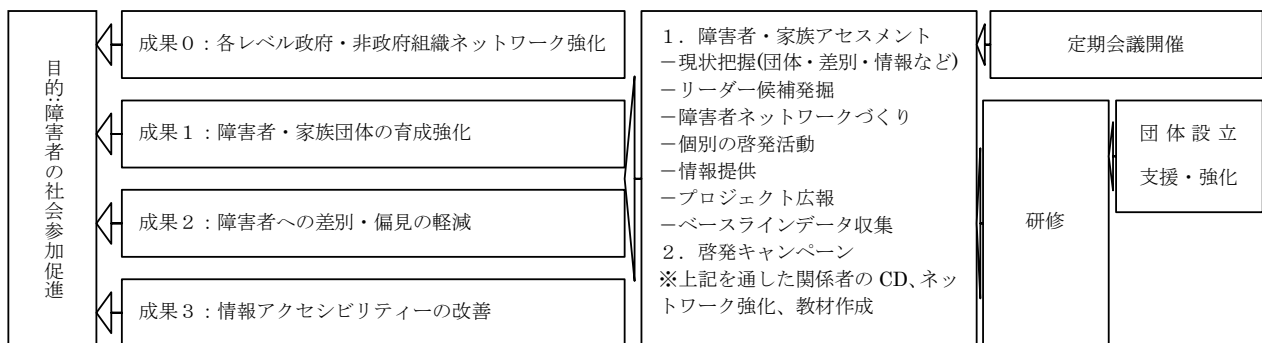 目的:障害者の社会参加促進
成果０：各レベル政府・非政府組織ネットワーク強化
成果１：障害者・家族団体の育成強化
成果２：障害者への差別・偏見の軽減
成果３：情報アクセシビリティーの改善
１．障害者・家族アセスメント
－現状把握(団体・差別・情報など)
－リーダー候補発掘
－障害者ネットワークづくり
－個別の啓発活動
－情報提供
－プロジェクト広報
－ベースラインデータ収集
２．啓発キャンペーン
※上記を通した関係者の CD、ネッ
トワーク強化、教材作成
定期会議開催
研修
団体設立
支援・強化